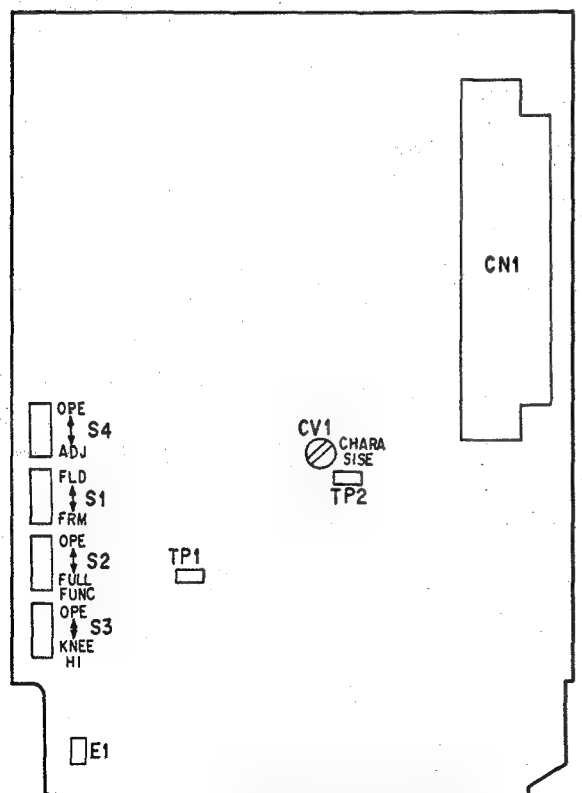 CN1
OPE
S4
ADJ
FLD
S1
FRM
OPE
S2
FULL
FUNC
OPE
S3
KNEE
HI
CV1
CHARA
SISE
TP2
TP1
E1